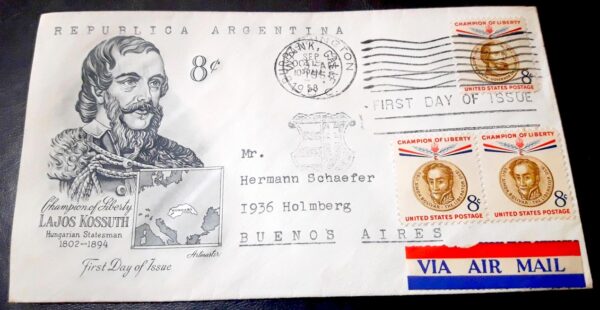 REPUBLICA ARGENTINA
8¢
FIRST DAY OF ISSUE
CHAMPION OF LIBERTY
8¢
UNITED STATES POSTAGE
CHAMPION OF LIBERTY
8¢
UNITED STATES POSTAGE
CHAMPION OF LIBERTY
8¢
UNITED STATES POSTAGE
Mr.
Hermann Schaefer
1936 Holmberg
BUENOS AIRES
Champion of Liberty
LAJOS KOSSUTH
Hungarian Statesman
1802—1894
First Day of Issue
Artmaster
VIA AIR MAIL